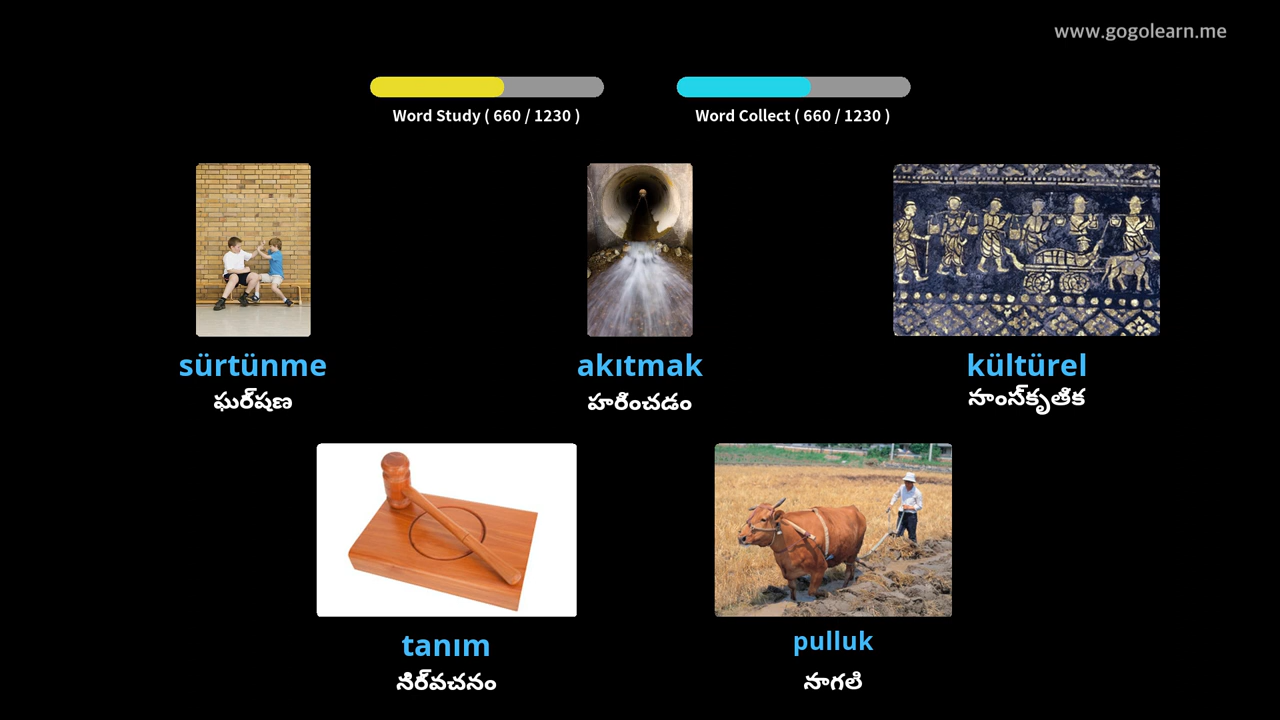 www.gogolearn.me
Word Study ( 660 / 1230 )
Word Collect ( 660 / 1230 )
sürtünme
ఘర్షణ
akıtmak
హరించడం
kültürel
సాంస్కృతిక
tanım
నిర్వచనం
pulluk
నాగలి